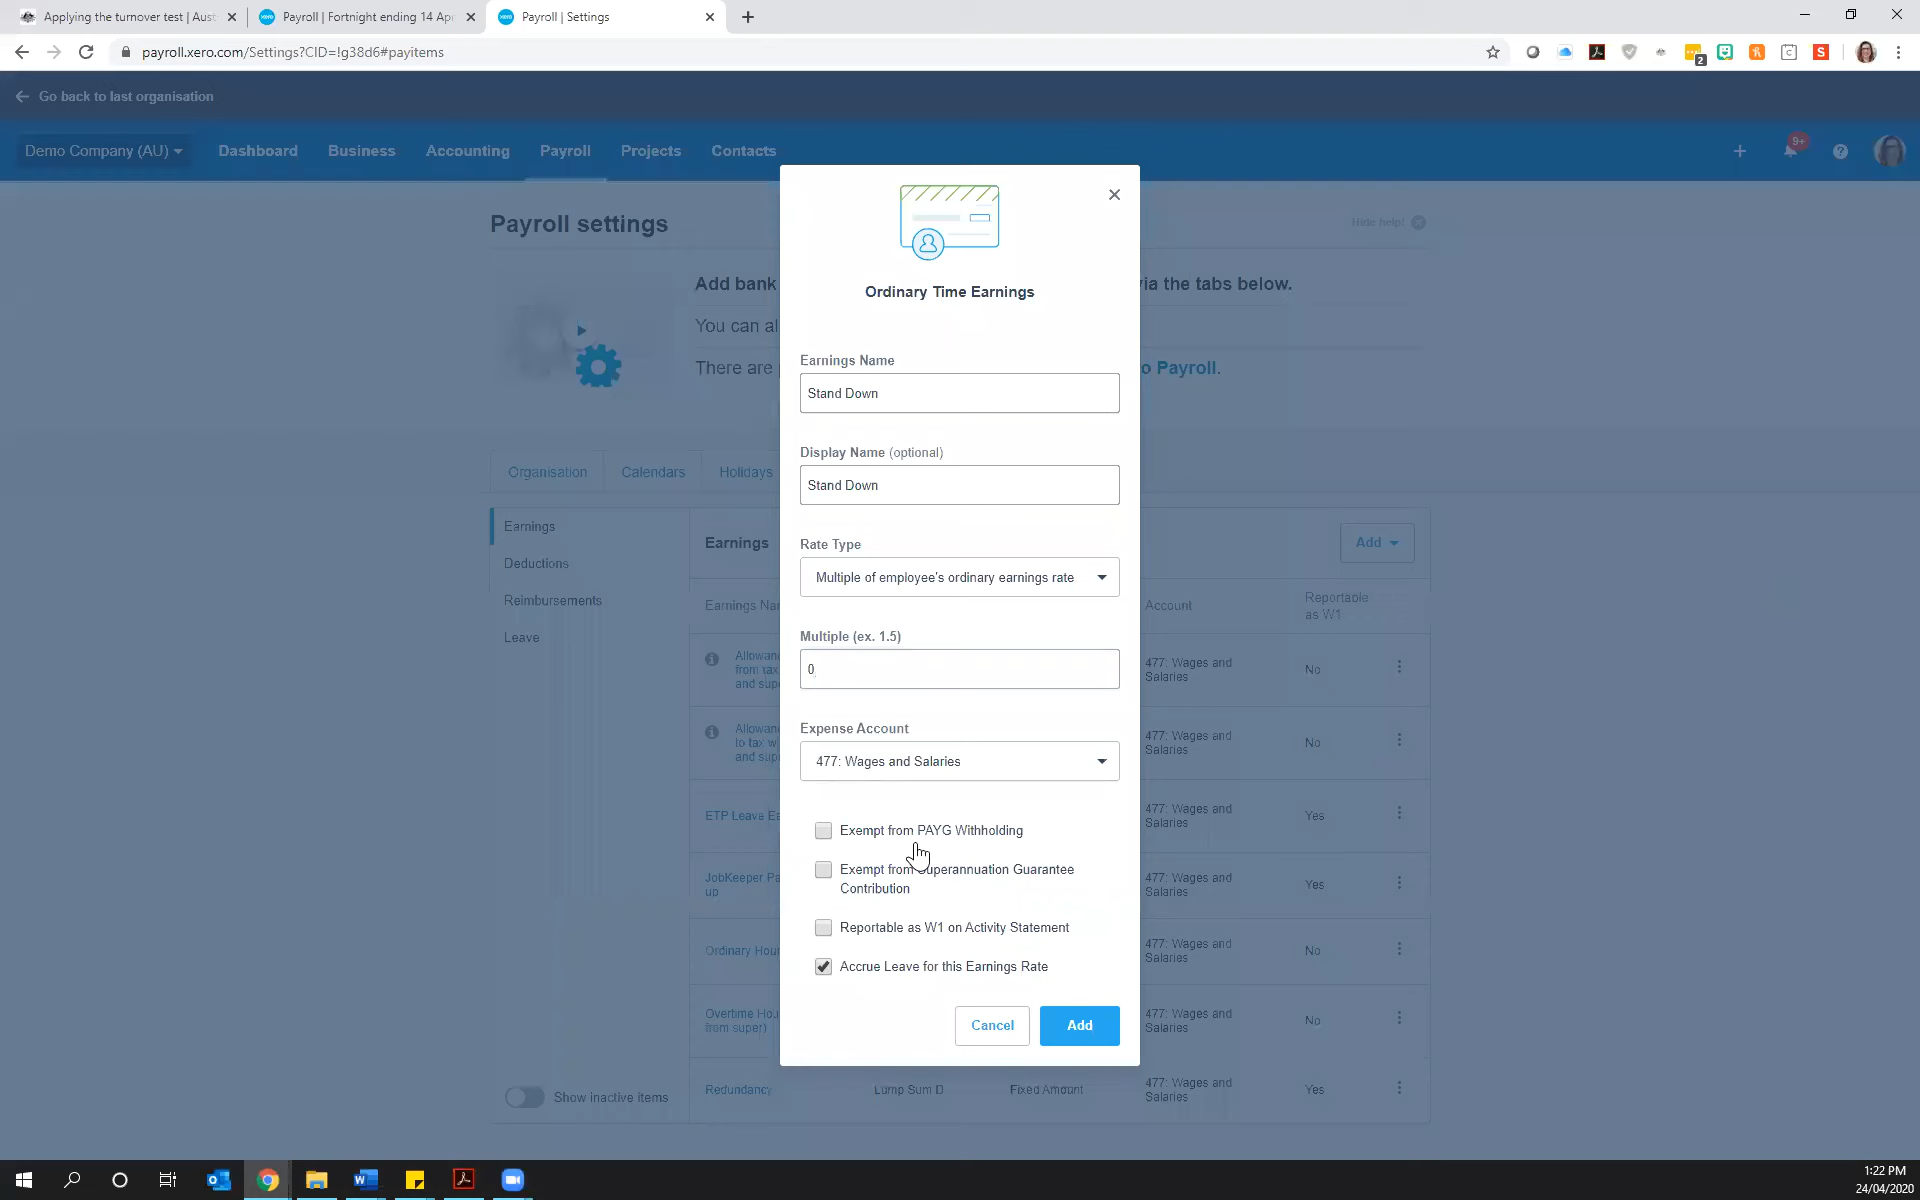 Applying the turnover test | Aus
Payroll | Fortnight ending 14 Ap
Payroll | Settings
payroll.xero.com/Settings?CID=!g38d6#payitems
2
Go back to last organisation
Demo Company (AU)
Dashboard
Business
Accounting
Payroll
Projects
Contacts
9+
Payroll settings
Hide help!
Add bank
via the tabs below.
You can al
There are
o Payroll.
Organisation
Calendars
Holidays
Earnings
Deductions
Reimbursements
Leave
Show inactive items
Earnings
Add
Earnings Na
Account
Reportable
as W1
Allowan
from tax
and supe
477: Wages and
Salaries
No
Allowan
to tax w
and supe
477: Wages and
Salaries
No
ETP Leave Ea
477: Wages and
Salaries
Yes
JobKeeper Pa
up
477: Wages and
Salaries
Yes
Ordinary Hou
477: Wages and
Salaries
No
Overtime Hou
from super)
477: Wages and
Salaries
No
Redundancy
Lump Sum D
Fixed Amount
477: Wages and
Salaries
Yes
Ordinary Time Earnings
Earnings Name
Stand Down
Display Name (optional)
Stand Down
Rate Type
Multiple of employee's ordinary earnings rate
Multiple (ex. 1.5)
0
Expense Account
477: Wages and Salaries
Exempt from PAYG Withholding
Exempt from Superannuation Guarantee
Contribution
Reportable as W1 on Activity Statement
Accrue Leave for this Earnings Rate
Cancel
Add
1:22 PM
24/04/2020